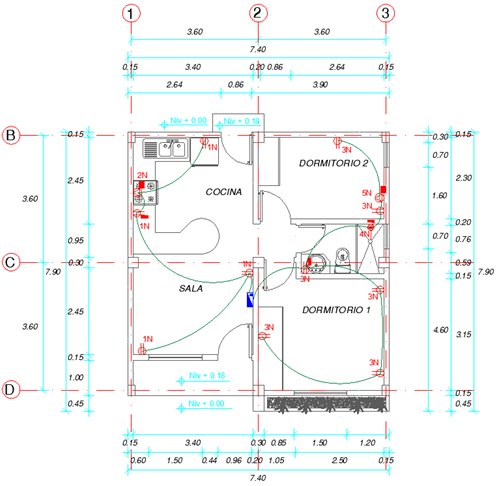 1 2 3
3.60 3.60
7.40
0.15 3.40 0.20 0.86 2.64 0.15
2.64 0.86 3.90
Niv + 0.00 Niv + 0.18
B 0.15 0.30 0.15
1N 3N
0.70
DORMITORIO 2
2N COCINA 5N
3.60 2.45 1.60 2.30
3N
1N 4N
0.20
0.95 0.70 0.76
C 0.30 0.59
1N 3N
7.90 0.15 7.90
SALA 3N
DORMITORIO 1
3.60 2.45 4.60 3.15
1N 3N
3N
0.15
Niv + 0.18
1.00
D 0.15
0.45 Niv + 0.00 0.45
0.15 3.40 0.30 0.85 1.50 1.20
0.60 1.50 0.44 0.96 0.20 1.05 2.50 0.15
7.40